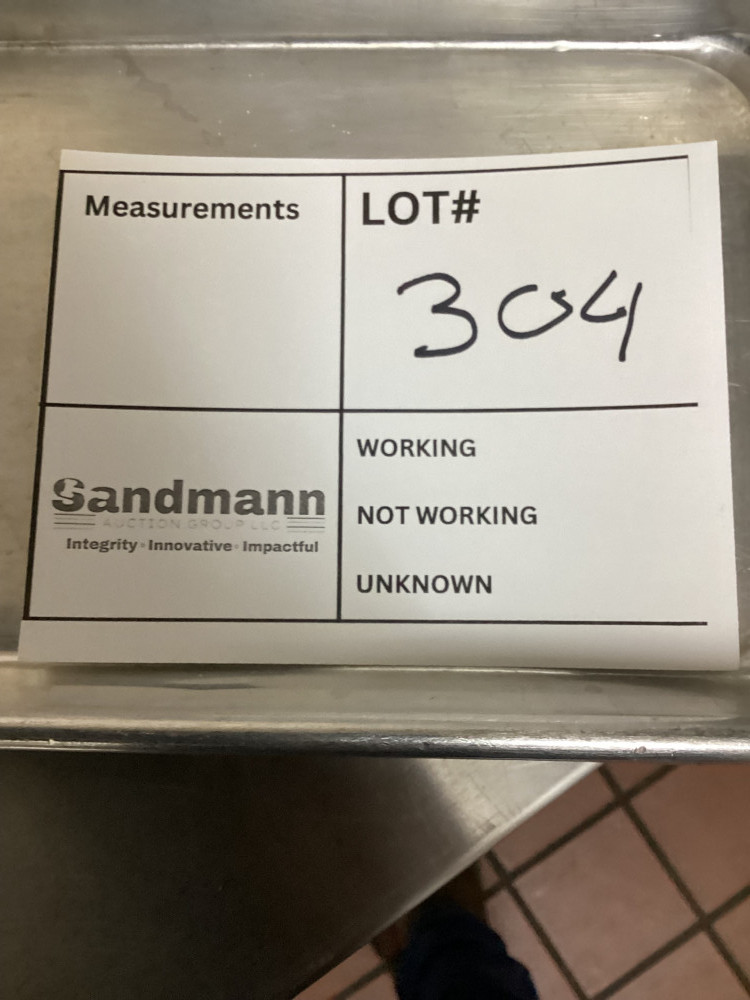 Measurements
LOT#
304
Sandmann
AUCTION GROUP LLC
Integrity • Innovative • Impactful
WORKING
NOT WORKING
UNKNOWN